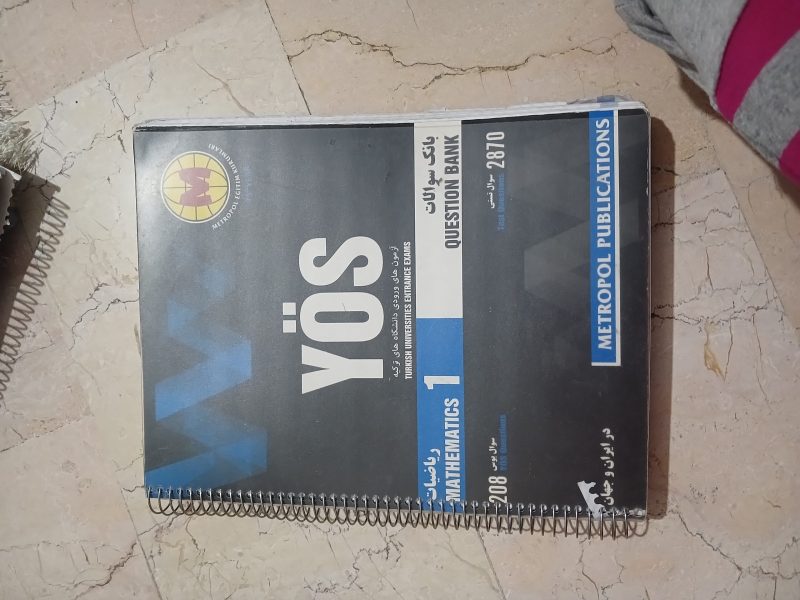 METROPOL EĞİTİM KURUMLARI
M
YÖS
آزمون های ورودی دانشگاه های ترکیه
TURKISH UNIVERSITIES ENTRANCE EXAMS
ریاضیات
MATHEMATICS 1
بانک سوالات
QUESTION BANK
208 سوال یوس
YÖS Questions
2870 سوال تستی
Test Questions
METROPOL PUBLICATIONS
در ایران و جهان